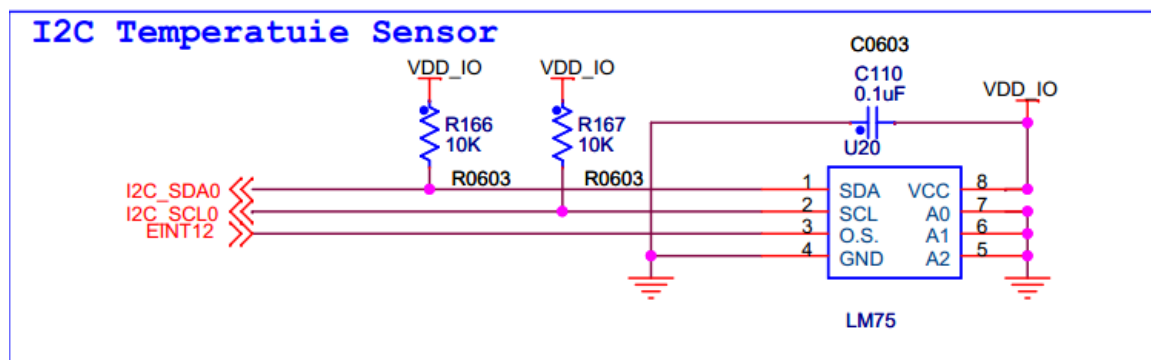 I2C Temperatuie Sensor
C0603
VDD_IO
VDD_IO
C110
0.1uF
VDD_IO
R166
10K
R167
10K
U20
R0603
R0603
I2C_SDA0
1
SDA
VCC
8
I2C_SCL0
2
SCL
A0
7
EINT12
3
O.S.
A1
6
4
GND
A2
5
LM75